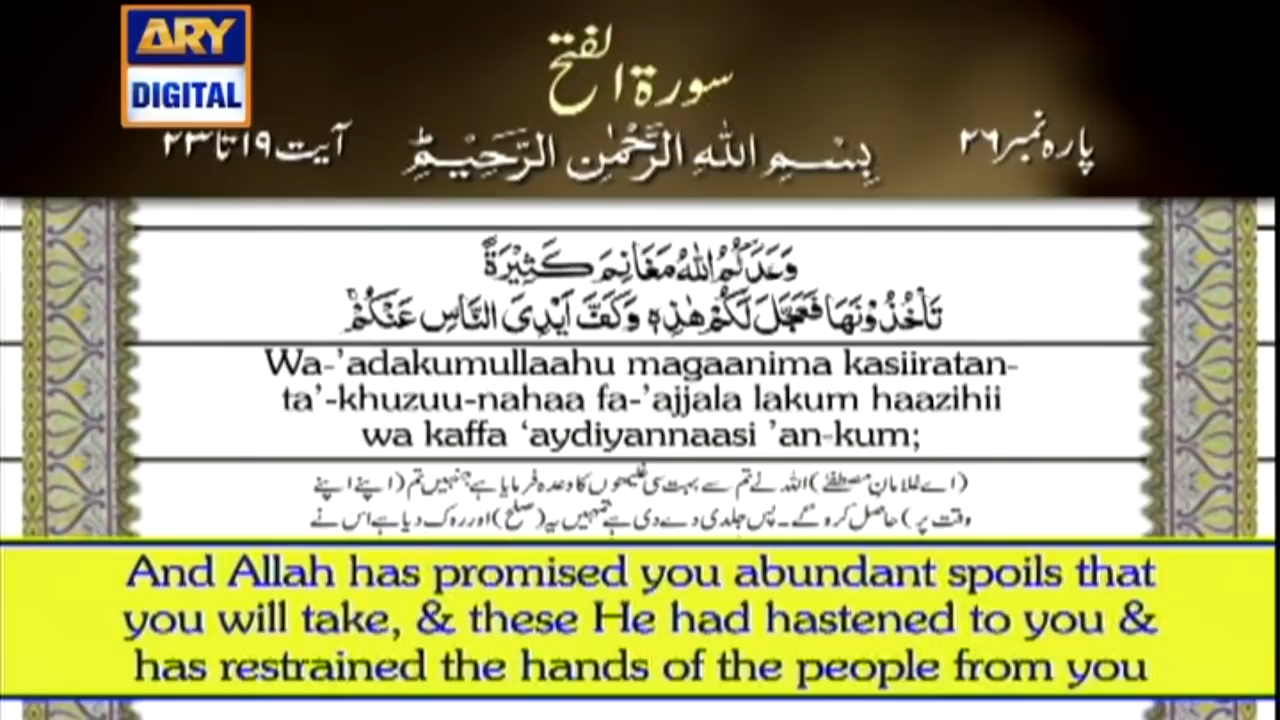 ARY
DIGITAL
سورۃ الفتح
پارہ نمبر ۲۶
بِسْمِ اللهِ الرَّحْمٰنِ الرَّحِيْمِ
آیت ۱۹ تا ۲۳
وَعَدَكُمُ اللهُ مَغَانِمَ كَثِيْرَةً
تَاْخُذُوْنَهَا فَعَجَّلَ لَكُمْ هٰذِهٖ وَكَفَّ اَيْدِىَ النَّاسِ عَنْكُمْ ۚ
Wa-'adakumullaahu magaanima kasiiratan-
ta'-khuzuu-nahaa fa-'ajjala lakum haazihii
wa kaffa 'aydiyannaasi 'an-kum;
(اے غلامانِ مصطفٰے) اللہ نے تم سے بہت سی غنیمتوں کا وعدہ فرمایا ہے جنہیں تم (اپنے اپنے
وقت پر) حاصل کرو گے۔ پس جلدی دے دی ہے تمہیں یہ (صلح) اور روک دیا ہے اس نے
And Allah has promised you abundant spoils that
you will take, & these He had hastened to you &
has restrained the hands of the people from you